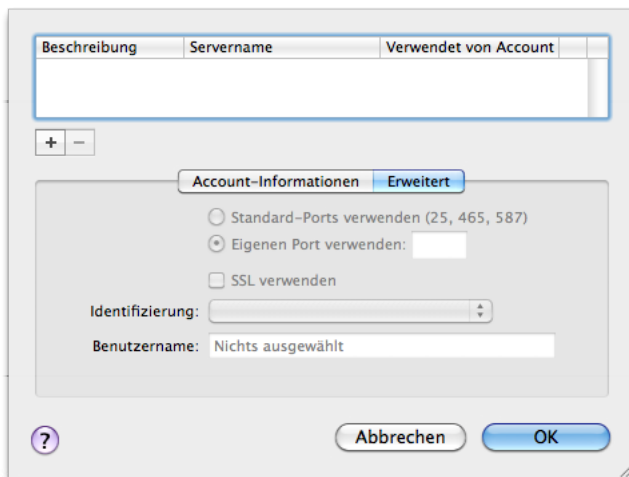 Beschreibung Servername Verwendet von Account
+ −
Account-Informationen Erweitert
Standard-Ports verwenden (25, 465, 587)
Eigenen Port verwenden:
SSL verwenden
Identifizierung:
Benutzername: Nichts ausgewählt
? Abbrechen OK